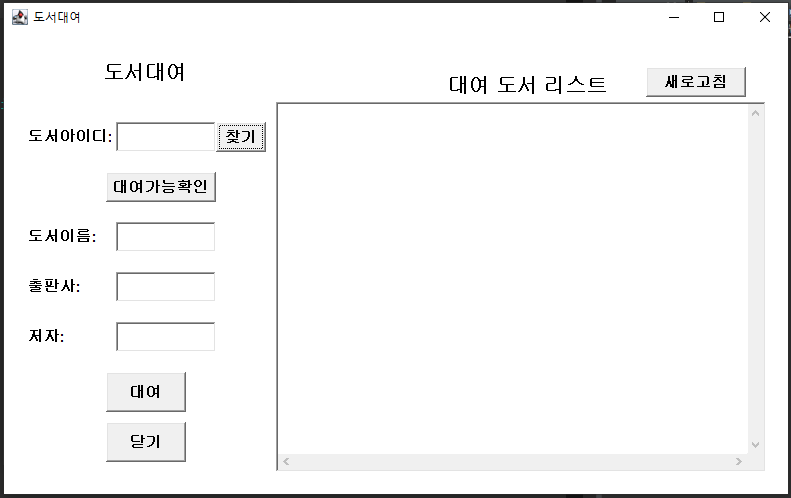 도서대여
도서대여
대여 도서 리스트
새로고침
도서아이디:
찾기
대여가능확인
도서이름:
출판사:
저자:
대여
닫기